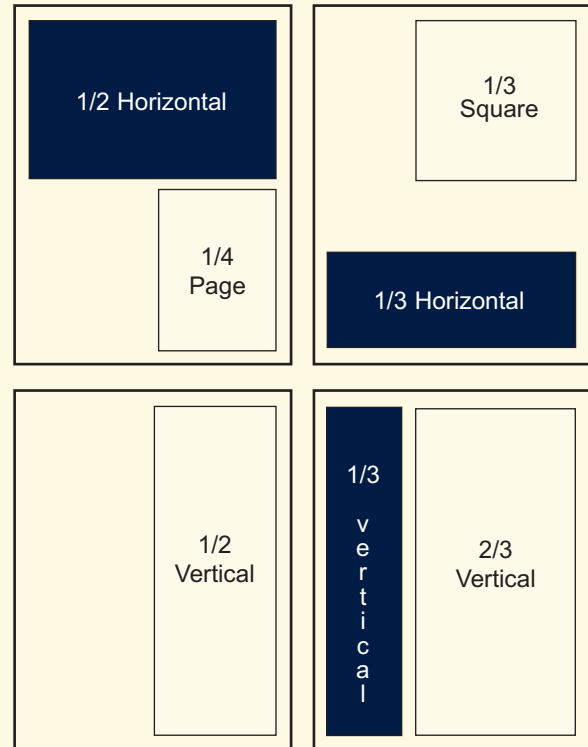 1/2 Horizontal
1/4
Page
1/3
Square
1/3 Horizontal
1/2
Vertical
1/3
vertical
2/3
Vertical